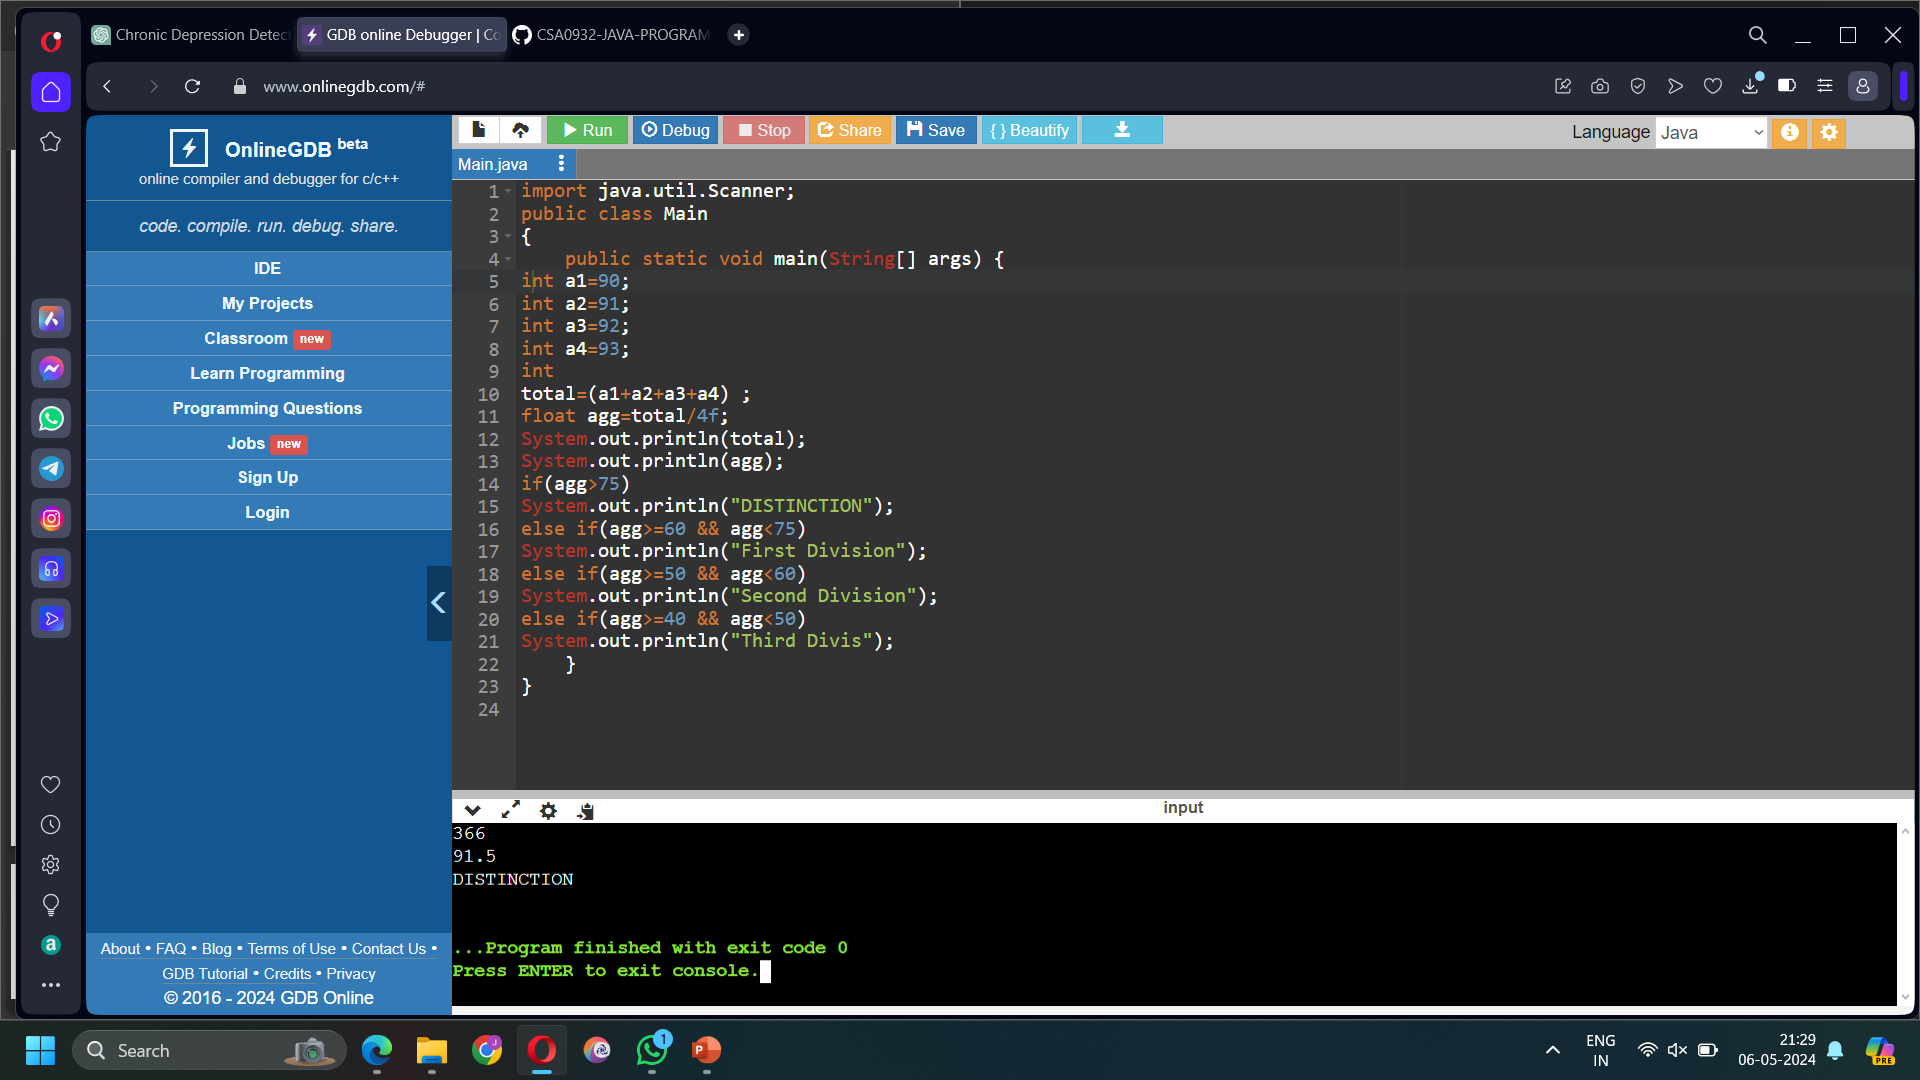 Chronic Depression Detect
GDB online Debugger | Co
CSA0932-JAVA-PROGRAM
www.onlinegdb.com/#
OnlineGDB beta
online compiler and debugger for c/c++
code. compile. run. debug. share.
IDE
My Projects
Classroom new
Learn Programming
Programming Questions
Jobs new
Sign Up
Login
About • FAQ • Blog • Terms of Use • Contact Us •
GDB Tutorial • Credits • Privacy
© 2016 - 2024 GDB Online
Run
Debug
Stop
Share
Save
{ } Beautify
Language Java
Main.java
1 import java.util.Scanner;
2 public class Main
3 {
4     public static void main(String[] args) {
5 int a1=90;
6 int a2=91;
7 int a3=92;
8 int a4=93;
9 int
10 total=(a1+a2+a3+a4) ;
11 float agg=total/4f;
12 System.out.println(total);
13 System.out.println(agg);
14 if(agg>75)
15 System.out.println("DISTINCTION");
16 else if(agg>=60 && agg<75)
17 System.out.println("First Division");
18 else if(agg>=50 && agg<60)
19 System.out.println("Second Division");
20 else if(agg>=40 && agg<50)
21 System.out.println("Third Divis");
22     }
23 }
24
input
366
91.5
DISTINCTION
...Program finished with exit code 0
Press ENTER to exit console.
Search
J
1
P
ENG
IN
21:29
06-05-2024
PRE
a